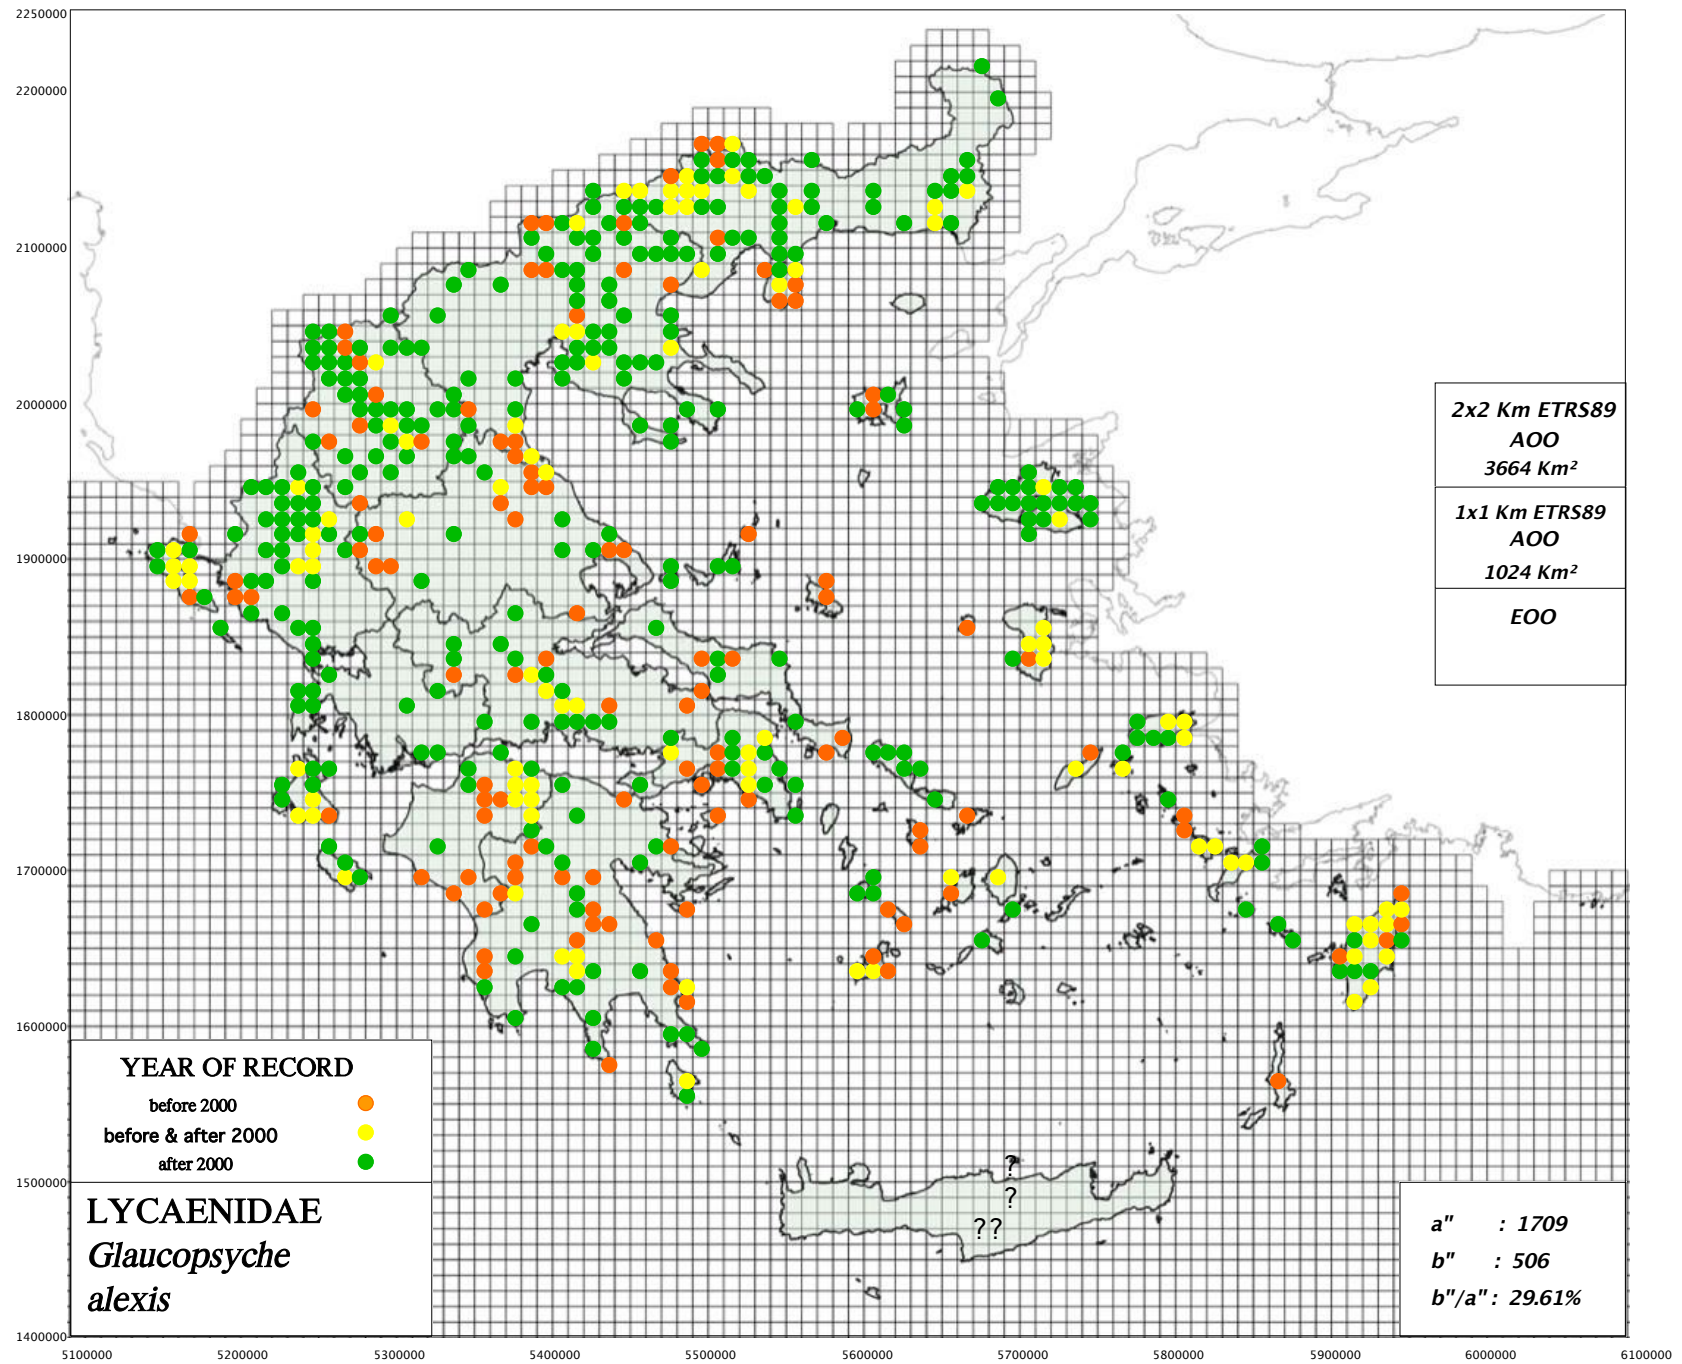 2250000
2200000
2100000
2000000
1900000
1800000
1700000
1600000
1500000
1400000
2x2 Km ETRS89
AOO
3664 Km²
1x1 Km ETRS89
AOO
1024 Km²
EOO
YEAR OF RECORD
before 2000
before & after 2000
after 2000
LYCAENIDAE
Glaucopsyche
alexis
?
?
??
a" : 1709
b" : 506
b"/a" : 29.61%
5100000 5200000 5300000 5400000 5500000 5600000 5700000 5800000 5900000 6000000 6100000